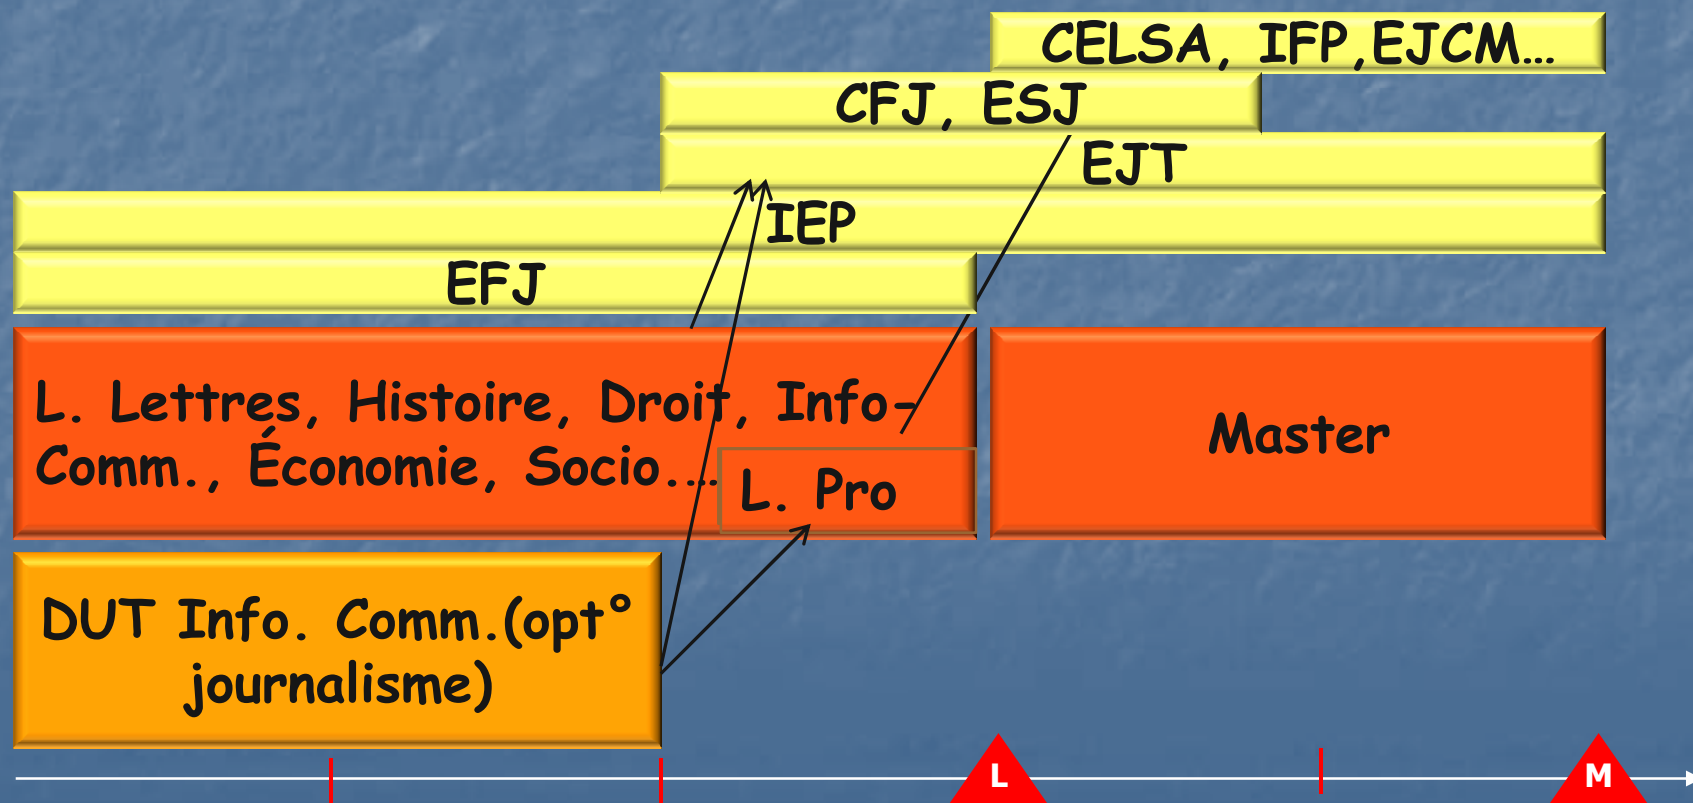 CELSA, IFP,EJCM...
CFJ, ESJ
EJT
IEP
EFJ
L. Lettres, Histoire, Droit, Info-
Comm., Économie, Socio....
L. Pro
Master
DUT Info. Comm.(opt°
journalisme)
L
M